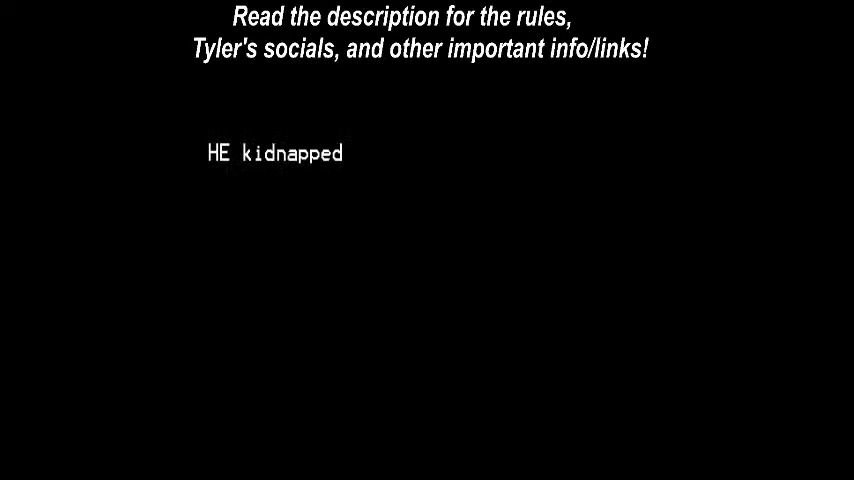 Read the description for the rules,
Tyler's socials, and other important info/links!
HE kidnapped